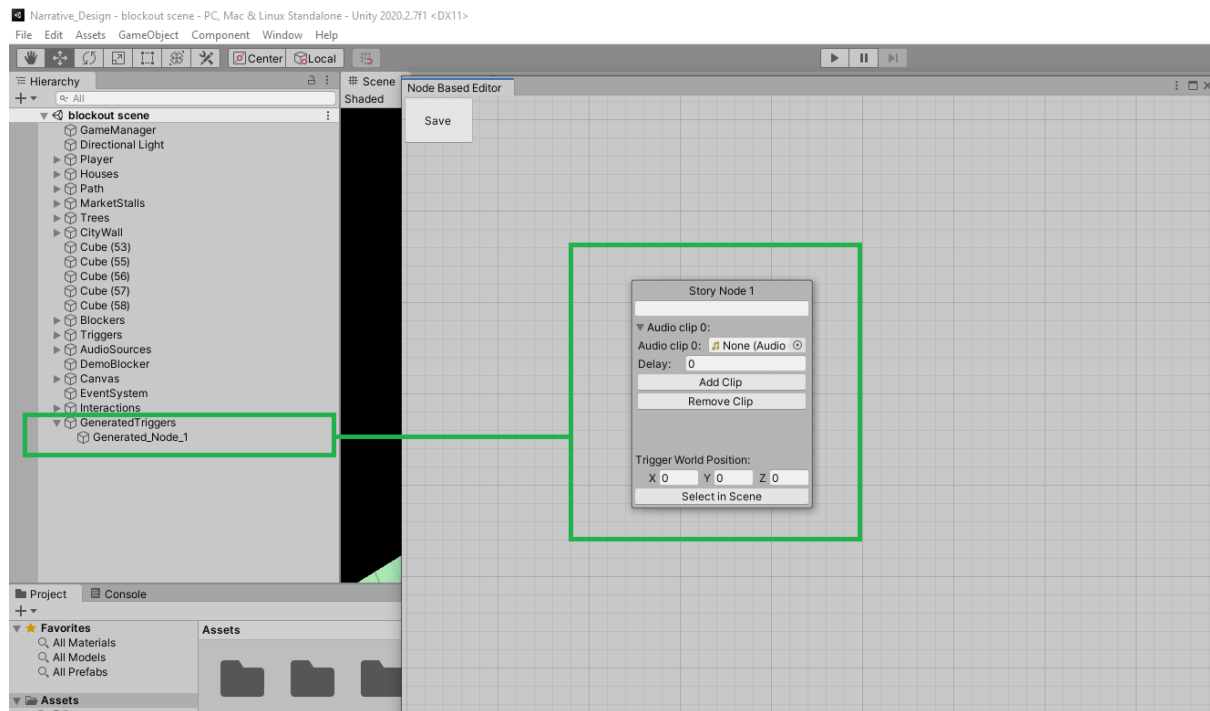 Narrative_Design - blockout scene - PC, Mac & Linux Standalone - Unity 2020.2.7f1 <DX11>
File Edit Assets GameObject Component Window Help
Center Local
Hierarchy
All
blockout scene
GameManager
Directional Light
Player
Houses
Path
MarketStalls
Trees
CityWall
Cube (53)
Cube (55)
Cube (56)
Cube (57)
Cube (58)
Blockers
Triggers
AudioSources
DemoBlocker
Canvas
EventSystem
Interactions
GeneratedTriggers
Generated_Node_1
Scene
Shaded
Node Based Editor
Save
Story Node 1
Audio clip 0:
Audio clip 0: None (Audio
Delay: 0
Add Clip
Remove Clip
Trigger World Position:
X 0 Y 0 Z 0
Select in Scene
Project Console
Favorites
All Materials
All Models
All Prefabs
Assets
Assets